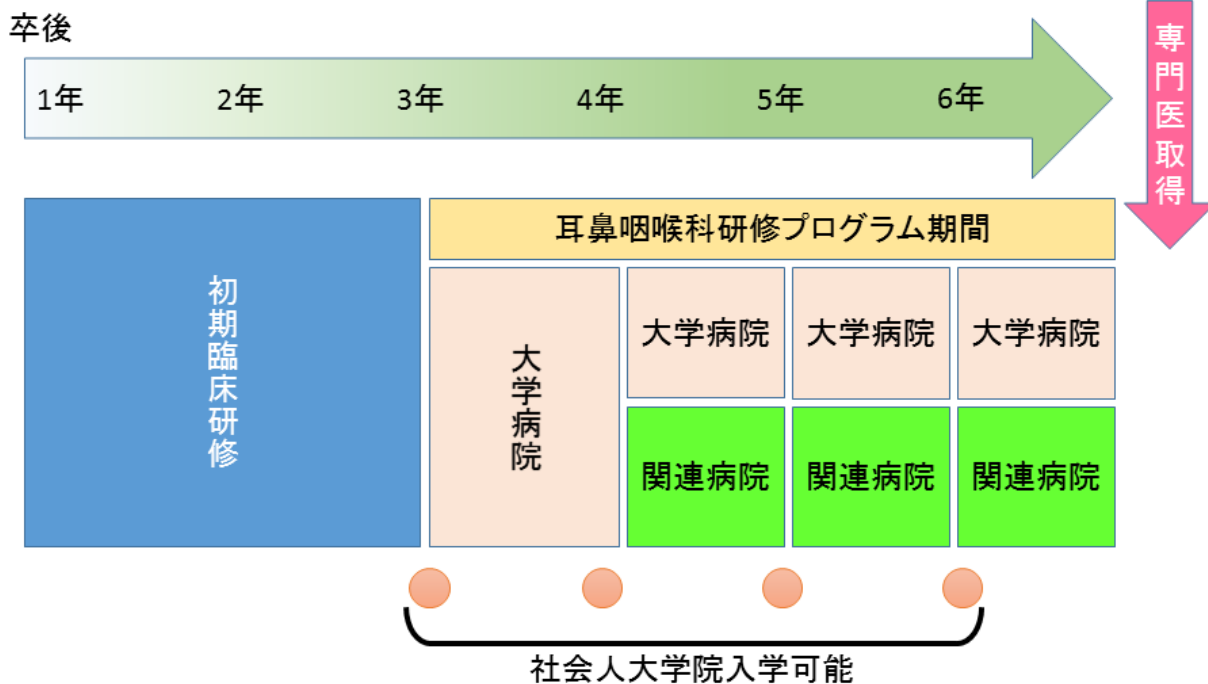 卒後
1年 2年 3年 4年 5年 6年
専門医取得
耳鼻咽喉科研修プログラム期間
初期臨床研修
大学病院
大学病院 大学病院 大学病院
関連病院 関連病院 関連病院
社会人大学院入学可能